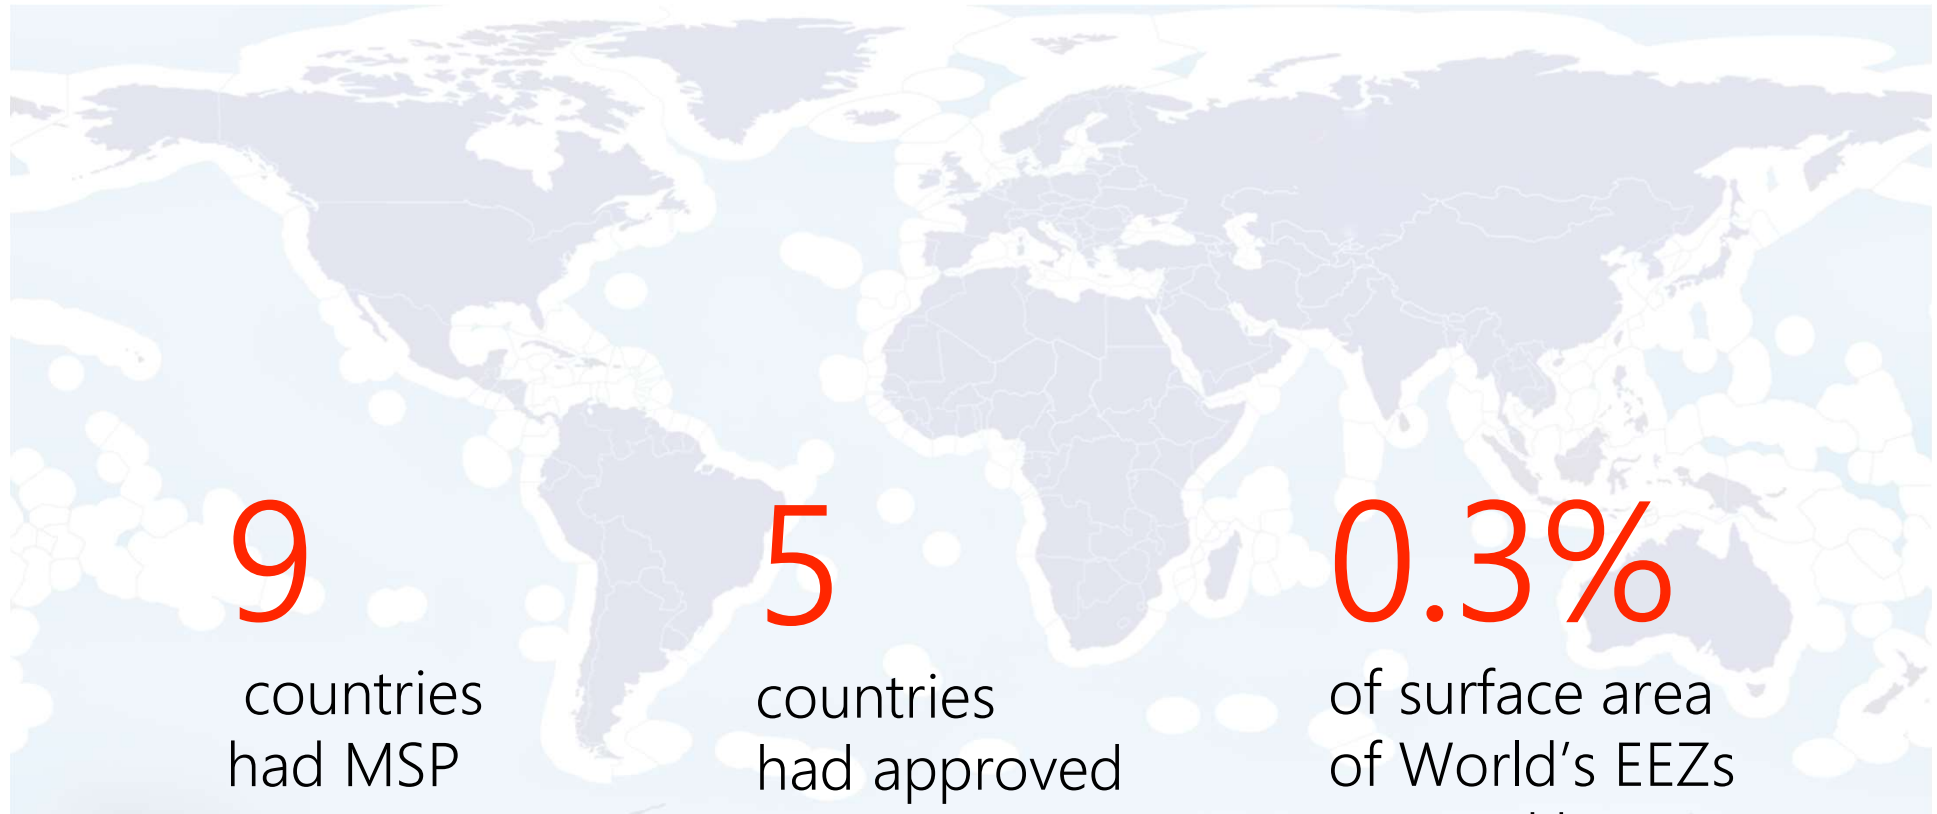 9
countries
had MSP
5
countries
had approved
0.3%
of surface area
of World's EEZs